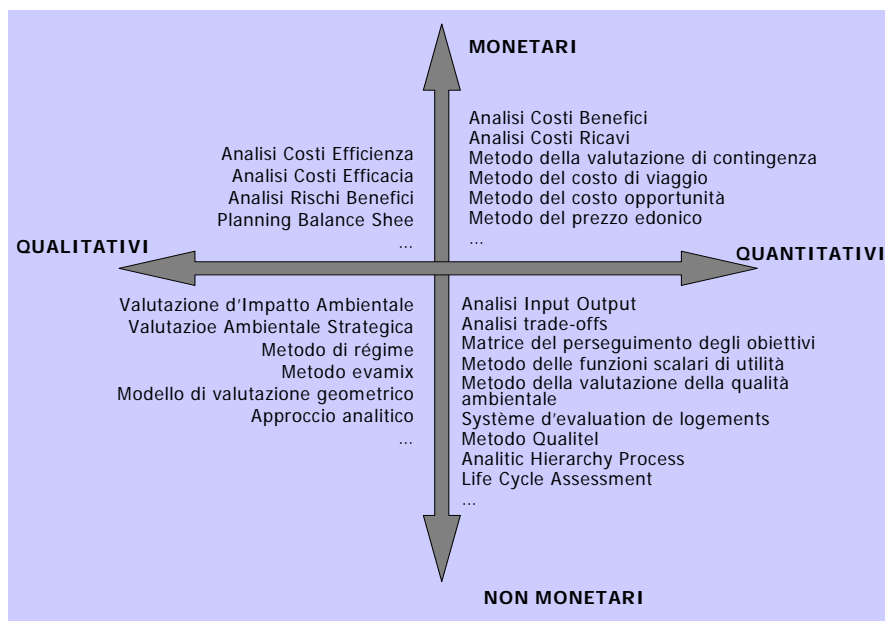 MONETARI
Analisi Costi Efficienza
Analisi Costi Efficacia
Analisi Rischi Benefici
Planning Balance Shee
...
Analisi Costi Benefici
Analisi Costi Ricavi
Metodo della valutazione di contingenza
Metodo del costo di viaggio
Metodo del costo opportunità
Metodo del prezzo edonico
...
QUALITATIVI
QUANTITATIVI
Valutazione d'Impatto Ambientale
Valutazioe Ambientale Strategica
Metodo di régime
Metodo evamix
Modello di valutazione geometrico
Approccio analitico
...
Analisi Input Output
Analisi trade-offs
Matrice del perseguimento degli obiettivi
Metodo delle funzioni scalari di utilità
Metodo della valutazione della qualità
ambientale
Système d'evaluation de logements
Metodo Qualitel
Analitic Hierarchy Process
Life Cycle Assessment
...
NON MONETARI